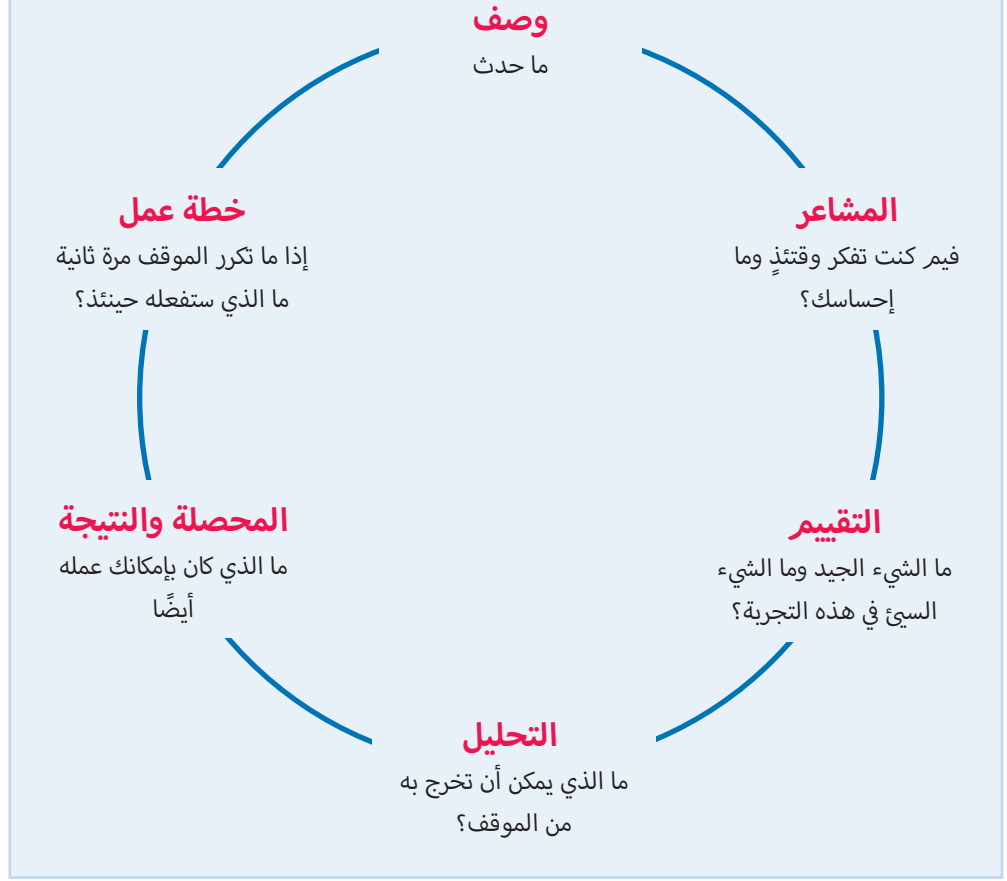 وصف
ما حدث
المشاعر
فيم كنت تفكر وقتئذٍ وما
إحساسك؟
التقييم
ما الشيء الجيد وما الشيء
السيئ في هذه التجربة؟
التحليل
ما الذي يمكن أن تخرج به
من الموقف؟
المحصلة والنتيجة
ما الذي كان بإمكانك عمله
أيضًا
خطة عمل
إذا ما تكرر الموقف مرة ثانية
ما الذي ستفعله حينئذ؟